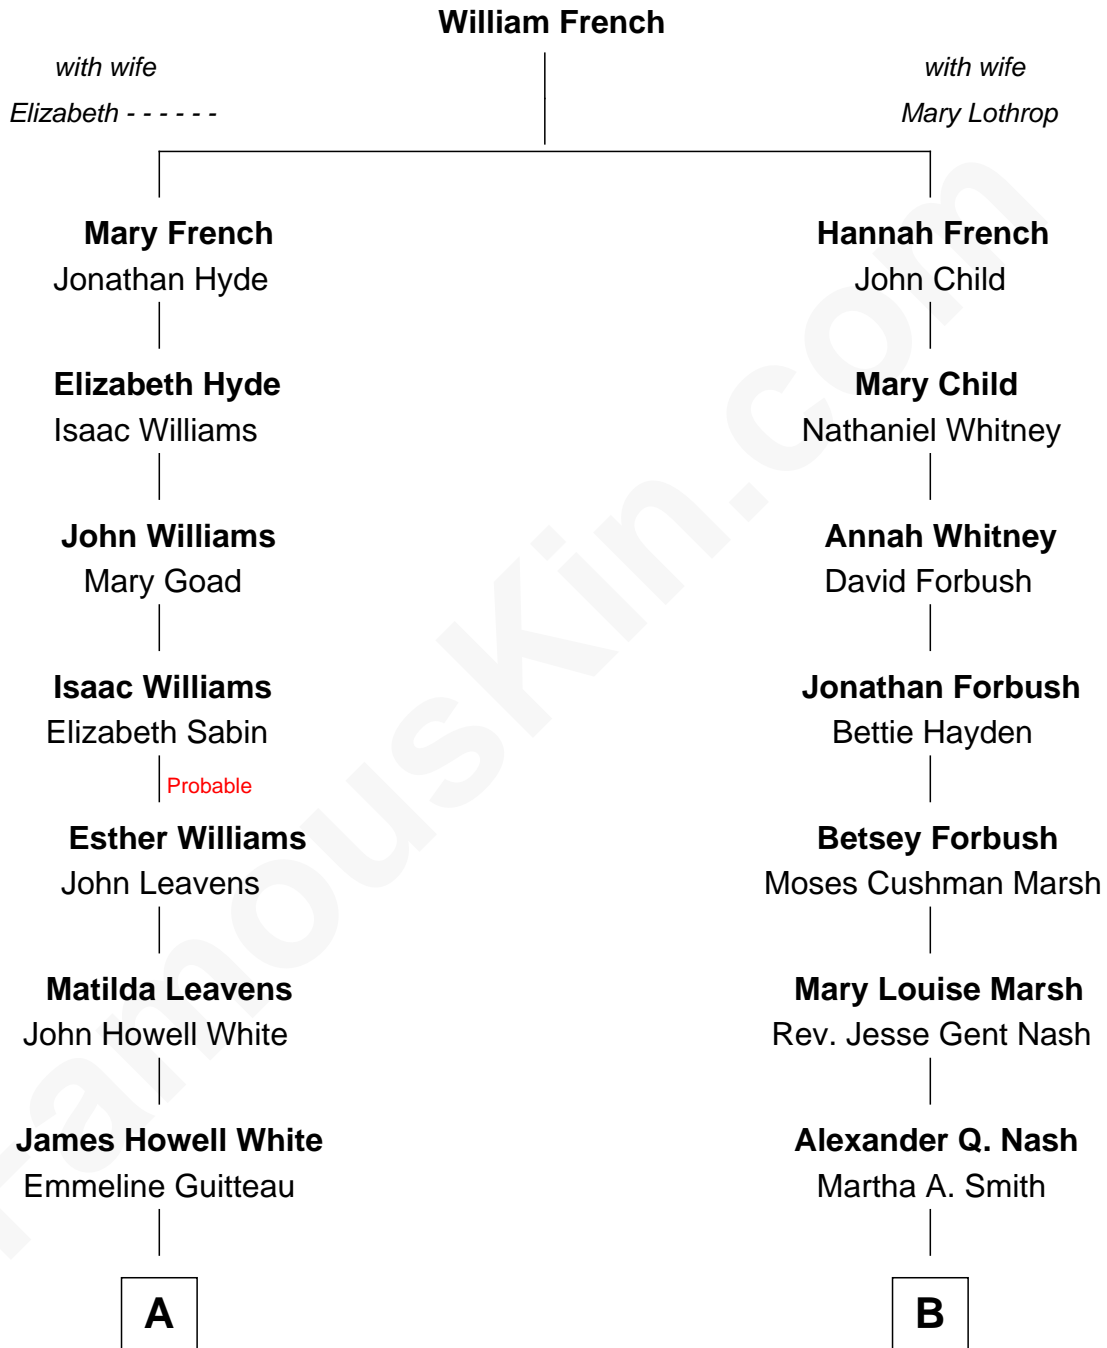 William French
with wife
with wife
Elizabeth - - - - - -
Mary Lothrop
Mary French
Hannah French
Jonathan Hyde
John Child
Elizabeth Hyde
Mary Child
Isaac Williams
Nathaniel Whitney
John Williams
Annah Whitney
Mary Goad
David Forbush
Isaac Williams
Jonathan Forbush
Elizabeth Sabin
Bettie Hayden
Probable
Esther Williams
Betsey Forbush
John Leavens
Moses Cushman Marsh
Matilda Leavens
Mary Louise Marsh
John Howell White
Rev. Jesse Gent Nash
James Howell White
Alexander Q. Nash
Emmeline Guitteau
Martha A. Smith
A
B
FamousKin.com